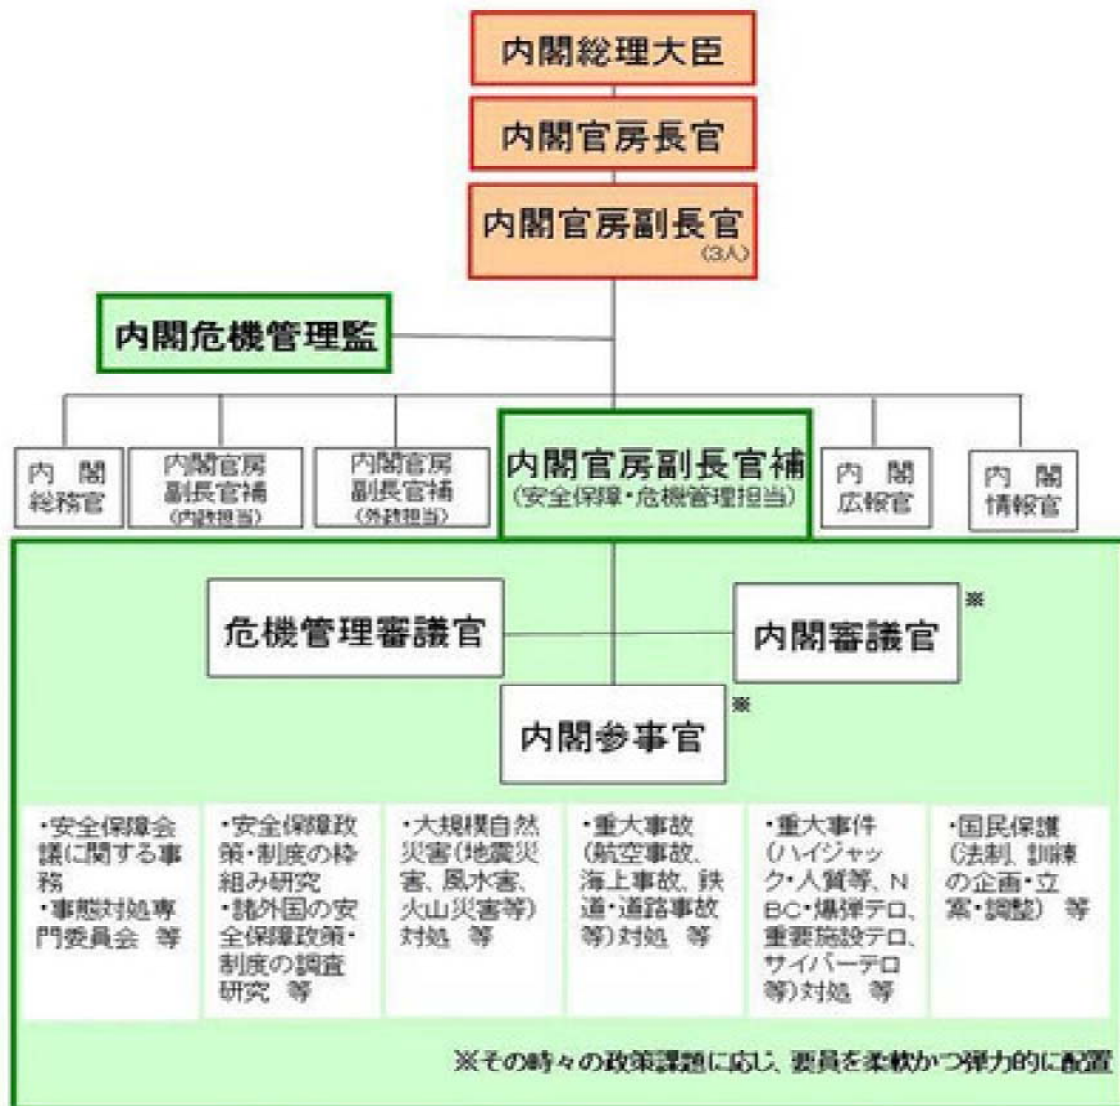 内閣総理大臣
内閣官房長官
内閣官房副長官
(3人)
内閣危機管理監
内 閣
総務官
内閣官房
副長官補
(内政担当)
内閣官房
副長官補
(外政担当)
内閣官房副長官補
(安全保障・危機管理担当)
内 閣
広報官
内 閣
情報官
危機管理審議官
内閣審議官
※
内閣参事官
※
・安全保障会
議に関する事
務
・事態対処専
門委員会 等
・安全保障政
策・制度の枠
組み研究
・諸外国の安
全保障政策・
制度の調査
研究 等
・大規模自然
災害(地震災
害、風水害、
火山災害等)
対処 等
・重大事故
(航空事故、
海上事故、鉄
道・道路事故
等)対処 等
・重大事件
(ハイジャッ
ク・人質等、N
BC・爆弾テロ、
重要施設テロ、
サイバーテロ
等)対処 等
・国民保護
(法制、訓練
の企画・立
案・調整) 等
※その時々の政策課題に応じ、要員を柔軟かつ弾力的に配置